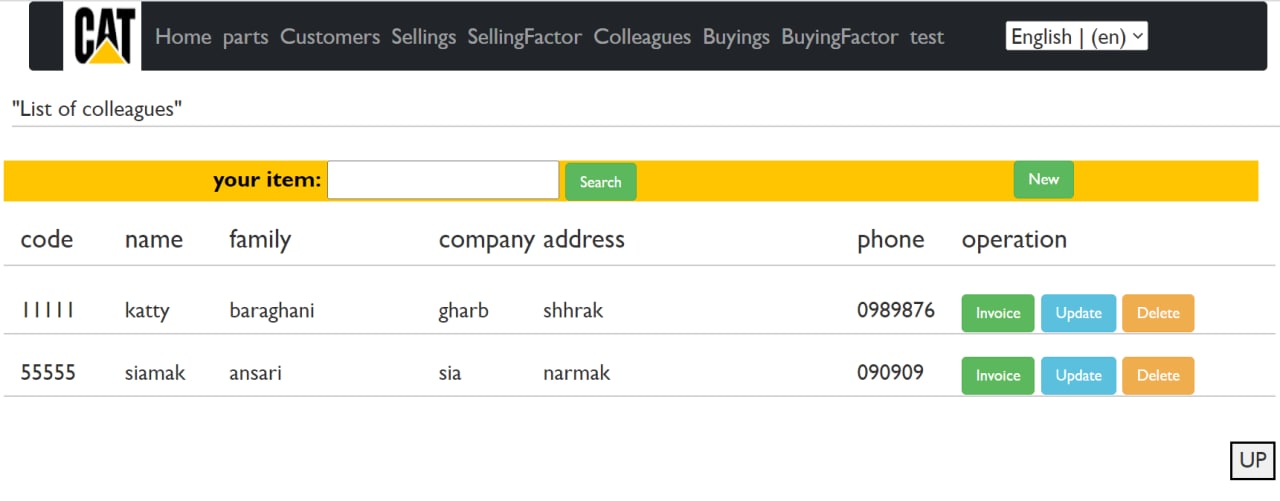 CAT Home parts Customers Sellings SellingFactor Colleagues Buyings BuyingFactor test English | (en)
"List of colleagues"
your item: Search New
code name family company address phone operation
11111 katty baraghani gharb shhrak 0989876 Invoice Update Delete
55555 siamak ansari sia narmak 090909 Invoice Update Delete
UP